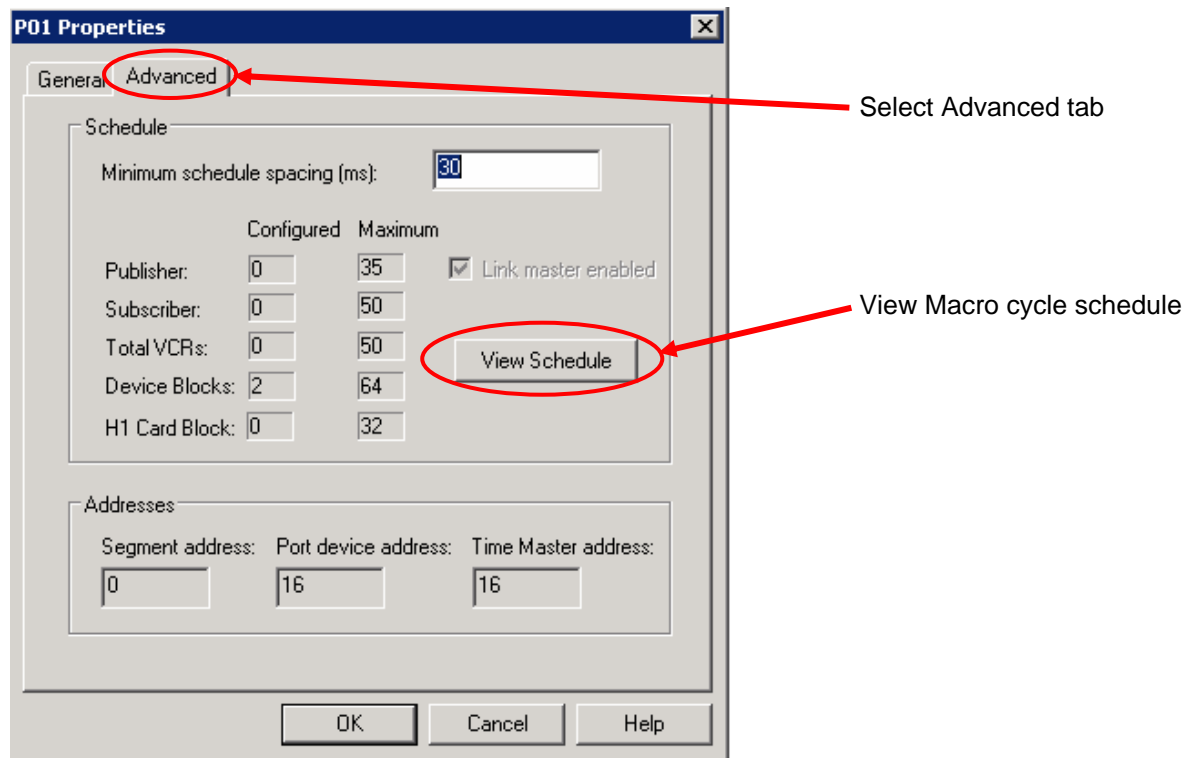 P01 Properties
General Advanced
Select Advanced tab
Schedule
Minimum schedule spacing (ms): 30
Configured Maximum
Publisher: 0 35 Link master enabled
Subscriber: 0 50
View Macro cycle schedule
Total VCRs: 0 50
View Schedule
Device Blocks: 2 64
H1 Card Block: 0 32
Addresses
Segment address: Port device address: Time Master address:
0 16 16
OK Cancel Help